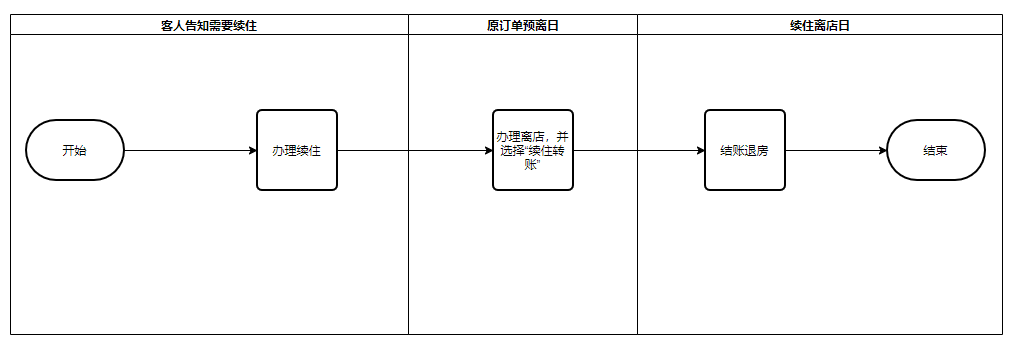 客人告知需要续住
原订单预离日
续住离店日
开始
办理续住
办理离店，并
选择“续住转
账”
结账退房
结束